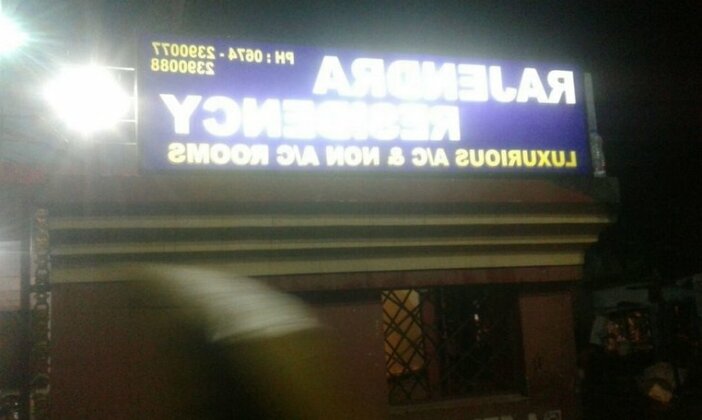 RAJENDRA
RESIDENCY
LUXURIOUS A/C & NON A/C ROOMS
PH : 0674 - 2390077
2390088